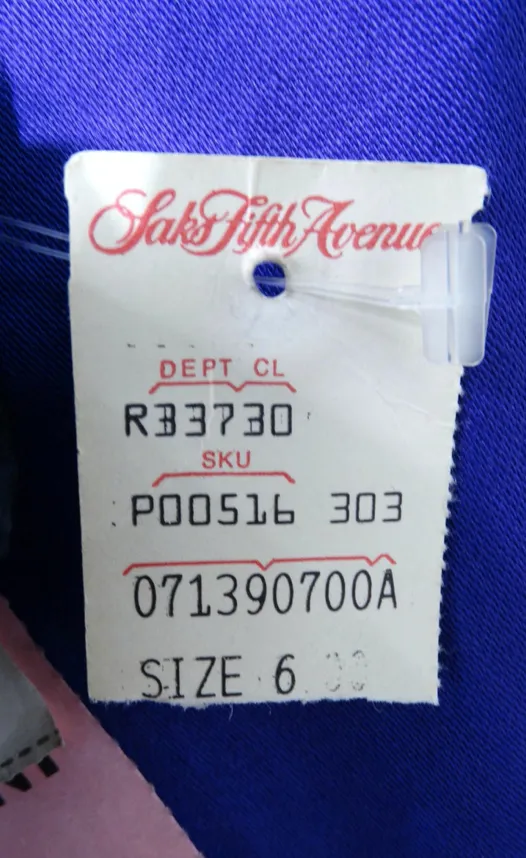 Saks Fifth Avenue
DEPT CL
R33730
SKU
P00516 303
071390700A
SIZE 6